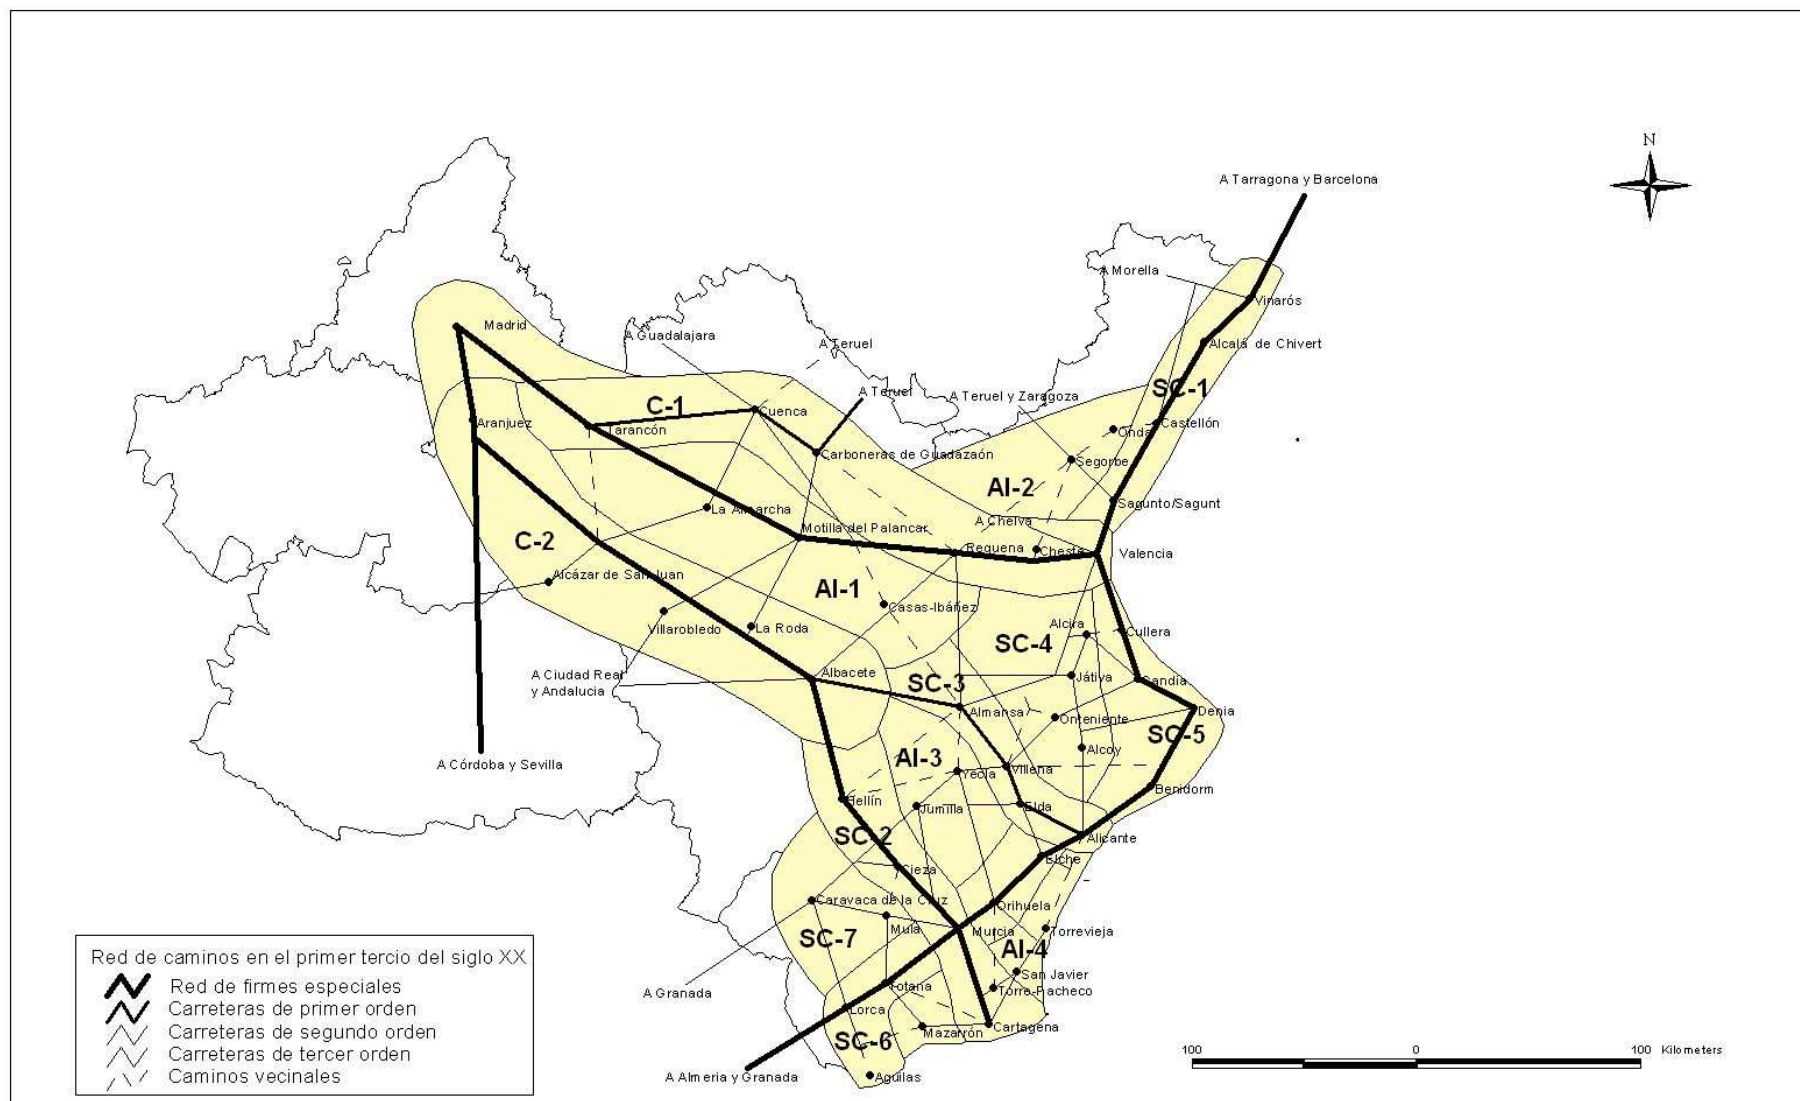 N
A Tarragona y Barcelona
A Morella
Vinarós
Madrid
A Guadalajara
A Teruel
Alcalá de Chivert
A Teruel
A Teruel y Zaragoza
SC-1
C-1
Cuenca
Aranjuez
Tarancón
Onda
Castellón
Carboneras de Guadazaón
Segorbe
AI-2
La Almarcha
Sagunto/Sagunt
A Chelva
Motilla del Palancar
C-2
Requena
Cheste
Valencia
Alcázar de San Juan
AI-1
Casas-Ibáñez
Villarobledo
La Roda
Alcira
Cullera
SC-4
A Ciudad Real
y Andalucia
Albacete
SC-3
Játiva
Gandía
Almansa
Onteniente
Denia
SC-5
Alcoy
A Córdoba y Sevilla
AI-3
Yecla
Villena
Benidorm
Hellín
Jumilla
Elda
SC-2
Alicante
Cieza
Elche
Caravaca de la Cruz
Orihuela
Mula
Murcia
Torrevieja
SC-7
AI-4
San Javier
A Granada
Totana
Torre-Pacheco
Lorca
Mazarrón
Cartagena
SC-6
A Almeria y Granada
Aguilas
Red de caminos en el primer tercio del siglo XX
Red de firmes especiales
Carreteras de primer orden
Carreteras de segundo orden
Carreteras de tercer orden
Caminos vecinales
100 0 100 Kilometers